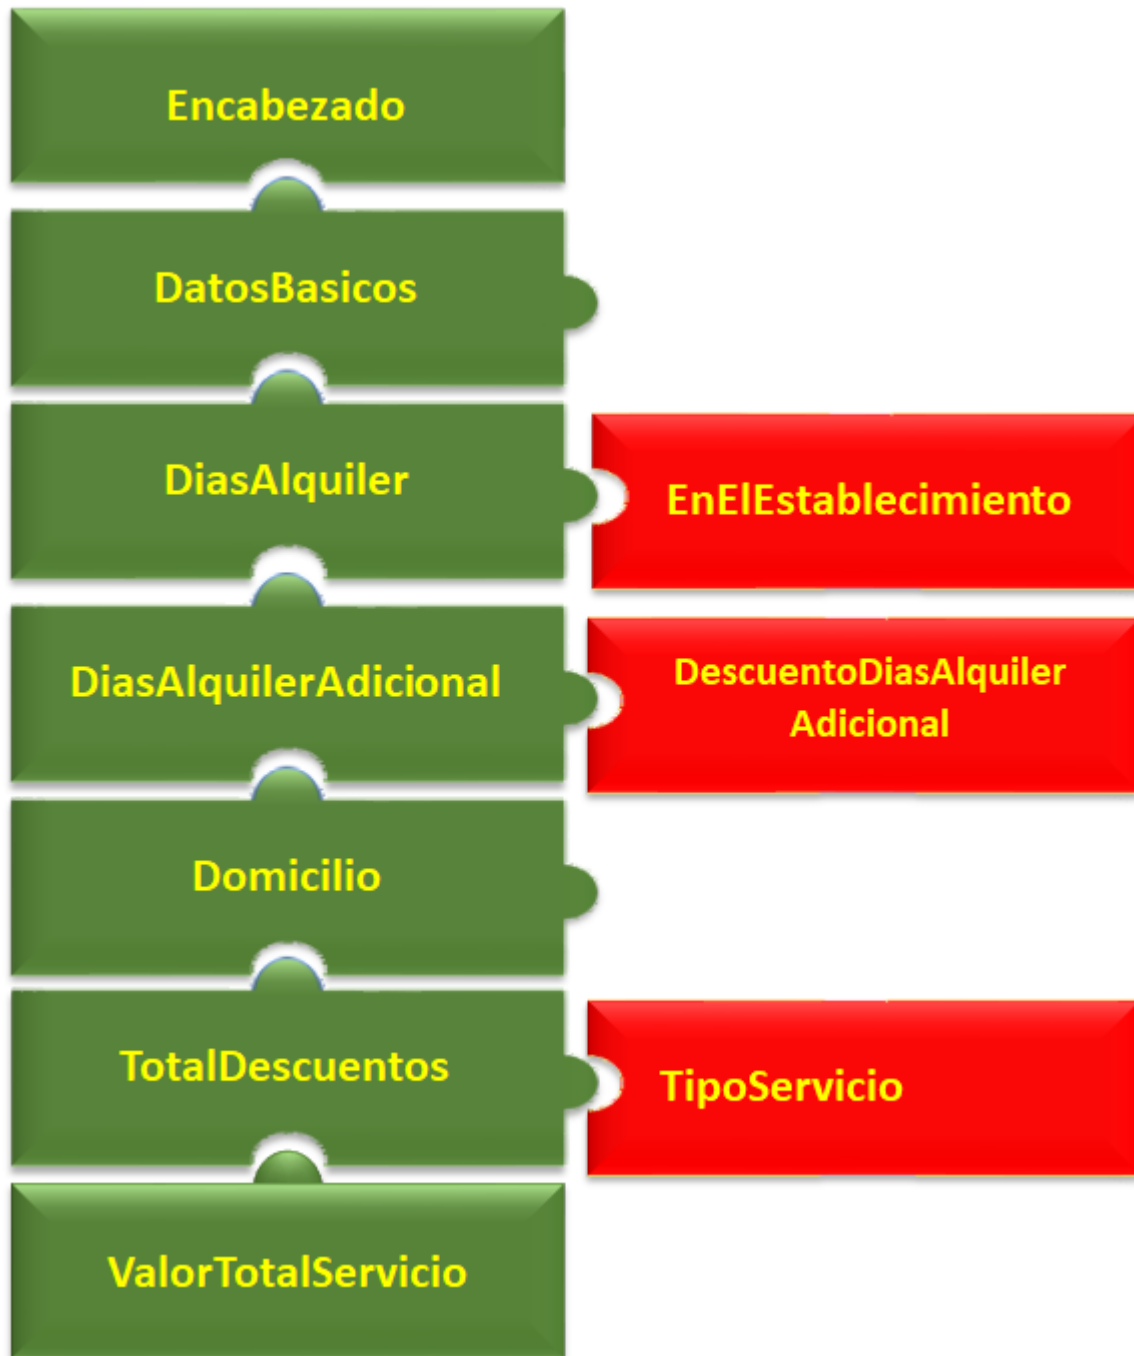 Encabezado
DatosBasicos
DiasAlquiler
EnElEstablecimiento
DiasAlquilerAdicional
DescuentoDiasAlquiler
Adicional
Domicilio
TotalDescuentos
TipoServicio
ValorTotalServicio